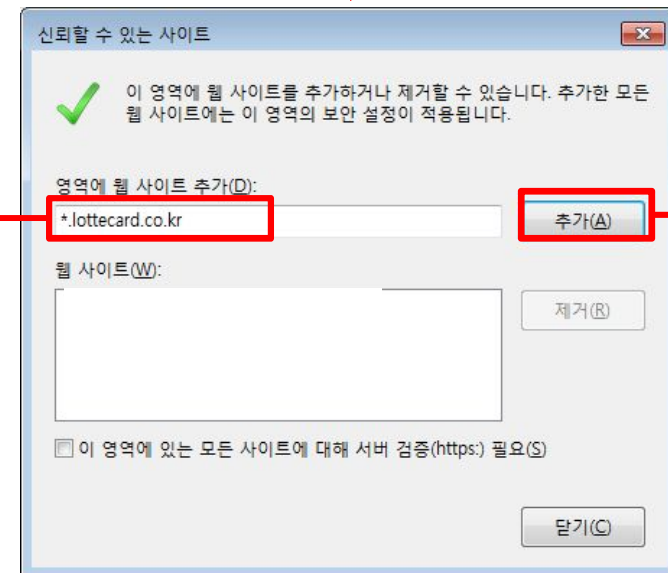 신뢰할 수 있는 사이트
이 영역에 웹 사이트를 추가하거나 제거할 수 있습니다. 추가한 모든
웹 사이트에는 이 영역의 보안 설정이 적용됩니다.
영역에 웹 사이트 추가(D):
*.lottecard.co.kr
추가(A)
웹 사이트(W):
제거(R)
이 영역에 있는 모든 사이트에 대해 서버 검증(https:) 필요(S)
닫기(C)